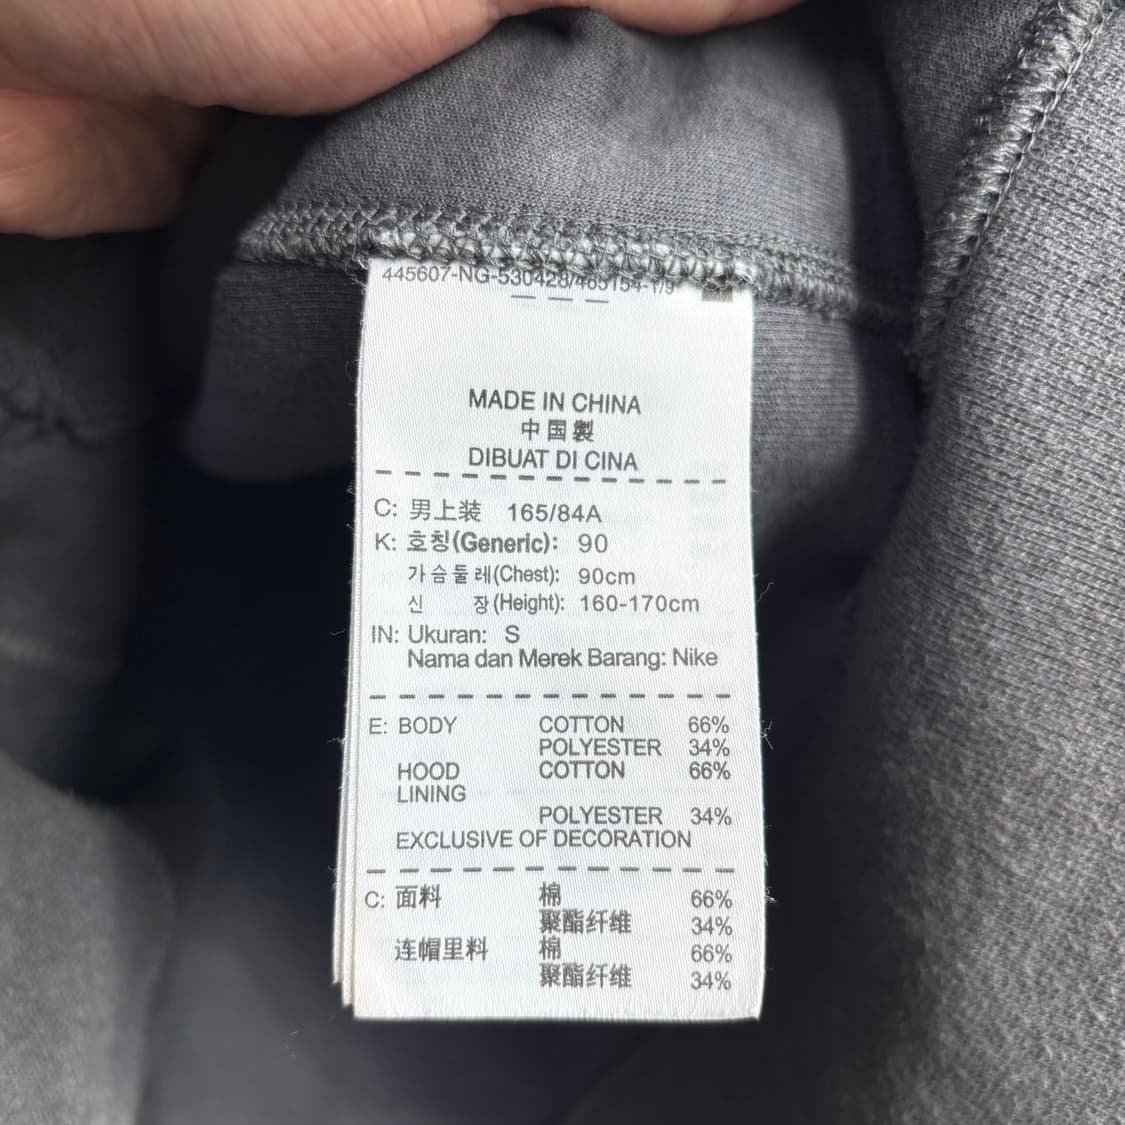 445607-NG-530428/465154-1/9
MADE IN CHINA
中国製
DIBUAT DI CINA
C: 男上装 165/84A
K: 호칭(Generic): 90
가슴둘레(Chest): 90cm
신 장(Height): 160-170cm
IN: Ukuran: S
Nama dan Merek Barang: Nike
E: BODY COTTON 66%
POLYESTER 34%
HOOD COTTON 66%
LINING
POLYESTER 34%
EXCLUSIVE OF DECORATION
C: 面料 棉 66%
聚酯纤维 34%
连帽里料 棉 66%
聚酯纤维 34%